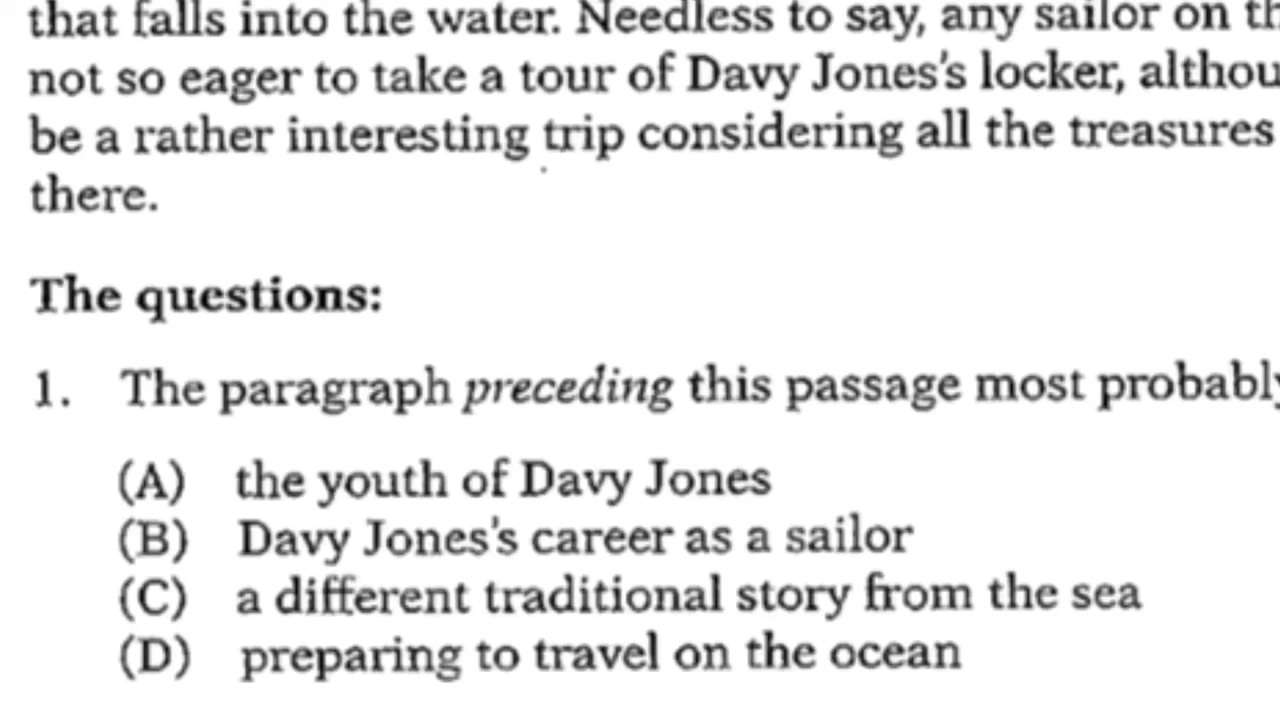 that falls into the water. Needless to say, any sailor on th
not so eager to take a tour of Davy Jones's locker, althou
be a rather interesting trip considering all the treasures
there.
The questions:
1. The paragraph preceding this passage most probably
(A) the youth of Davy Jones
(B) Davy Jones's career as a sailor
(C) a different traditional story from the sea
(D) preparing to travel on the ocean